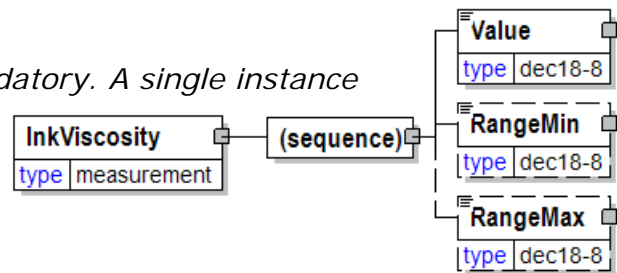 Value
type dec18-8
datory. A single instance
InkViscosity
type measurement
(sequence)
RangeMin
type dec18-8
RangeMax
type dec18-8